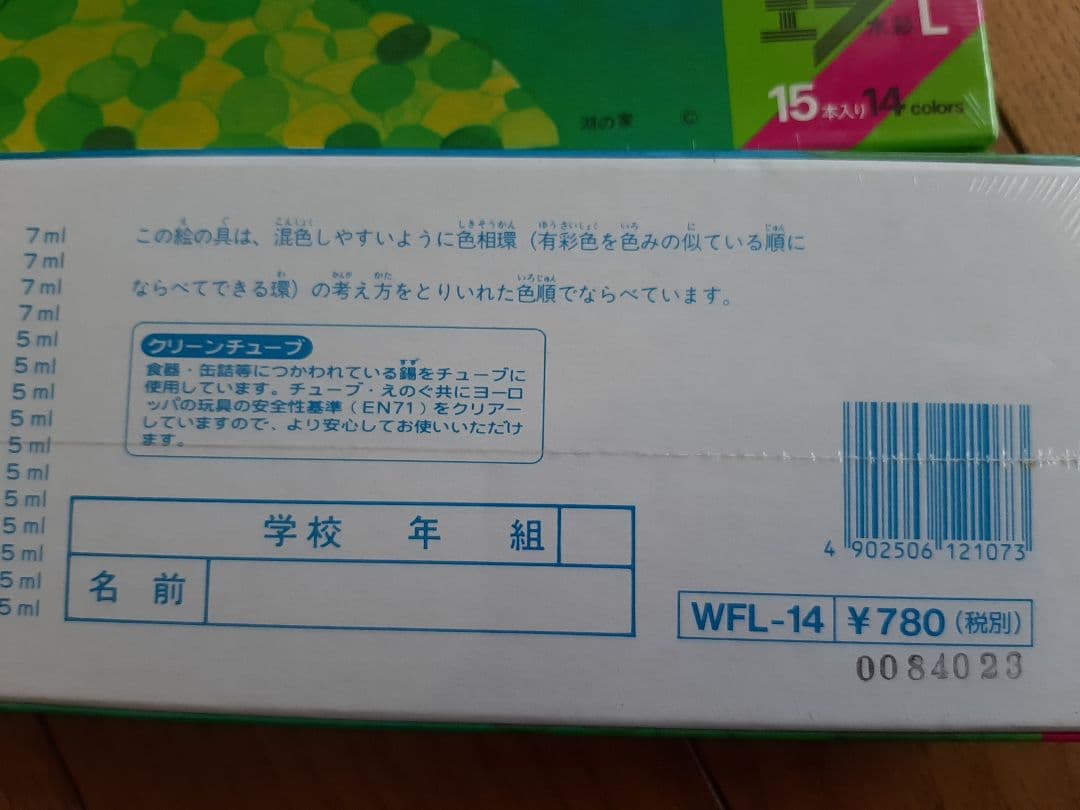 水彩 L
15本入り 14 colors
湖の家 ©
7ml
7ml
7ml
7ml
5ml
5ml
5ml
5ml
5ml
5ml
5ml
5ml
5ml
5ml
5ml
この絵の具は、混色しやすいように色相環（有彩色を色みの似ている順に
ならべてできる環）の考え方をとりいれた色順でならべています。
クリーンチューブ
食器・缶詰等につかわれている錫をチューブに
使用しています。チューブ・えのぐ共にヨーロ
ッパの玩具の安全性基準（EN71）をクリアー
していますので、より安心してお使いいただけ
ます。
学校 年 組
名 前
4 902506 121073
WFL-14 ¥780（税別）
0084023